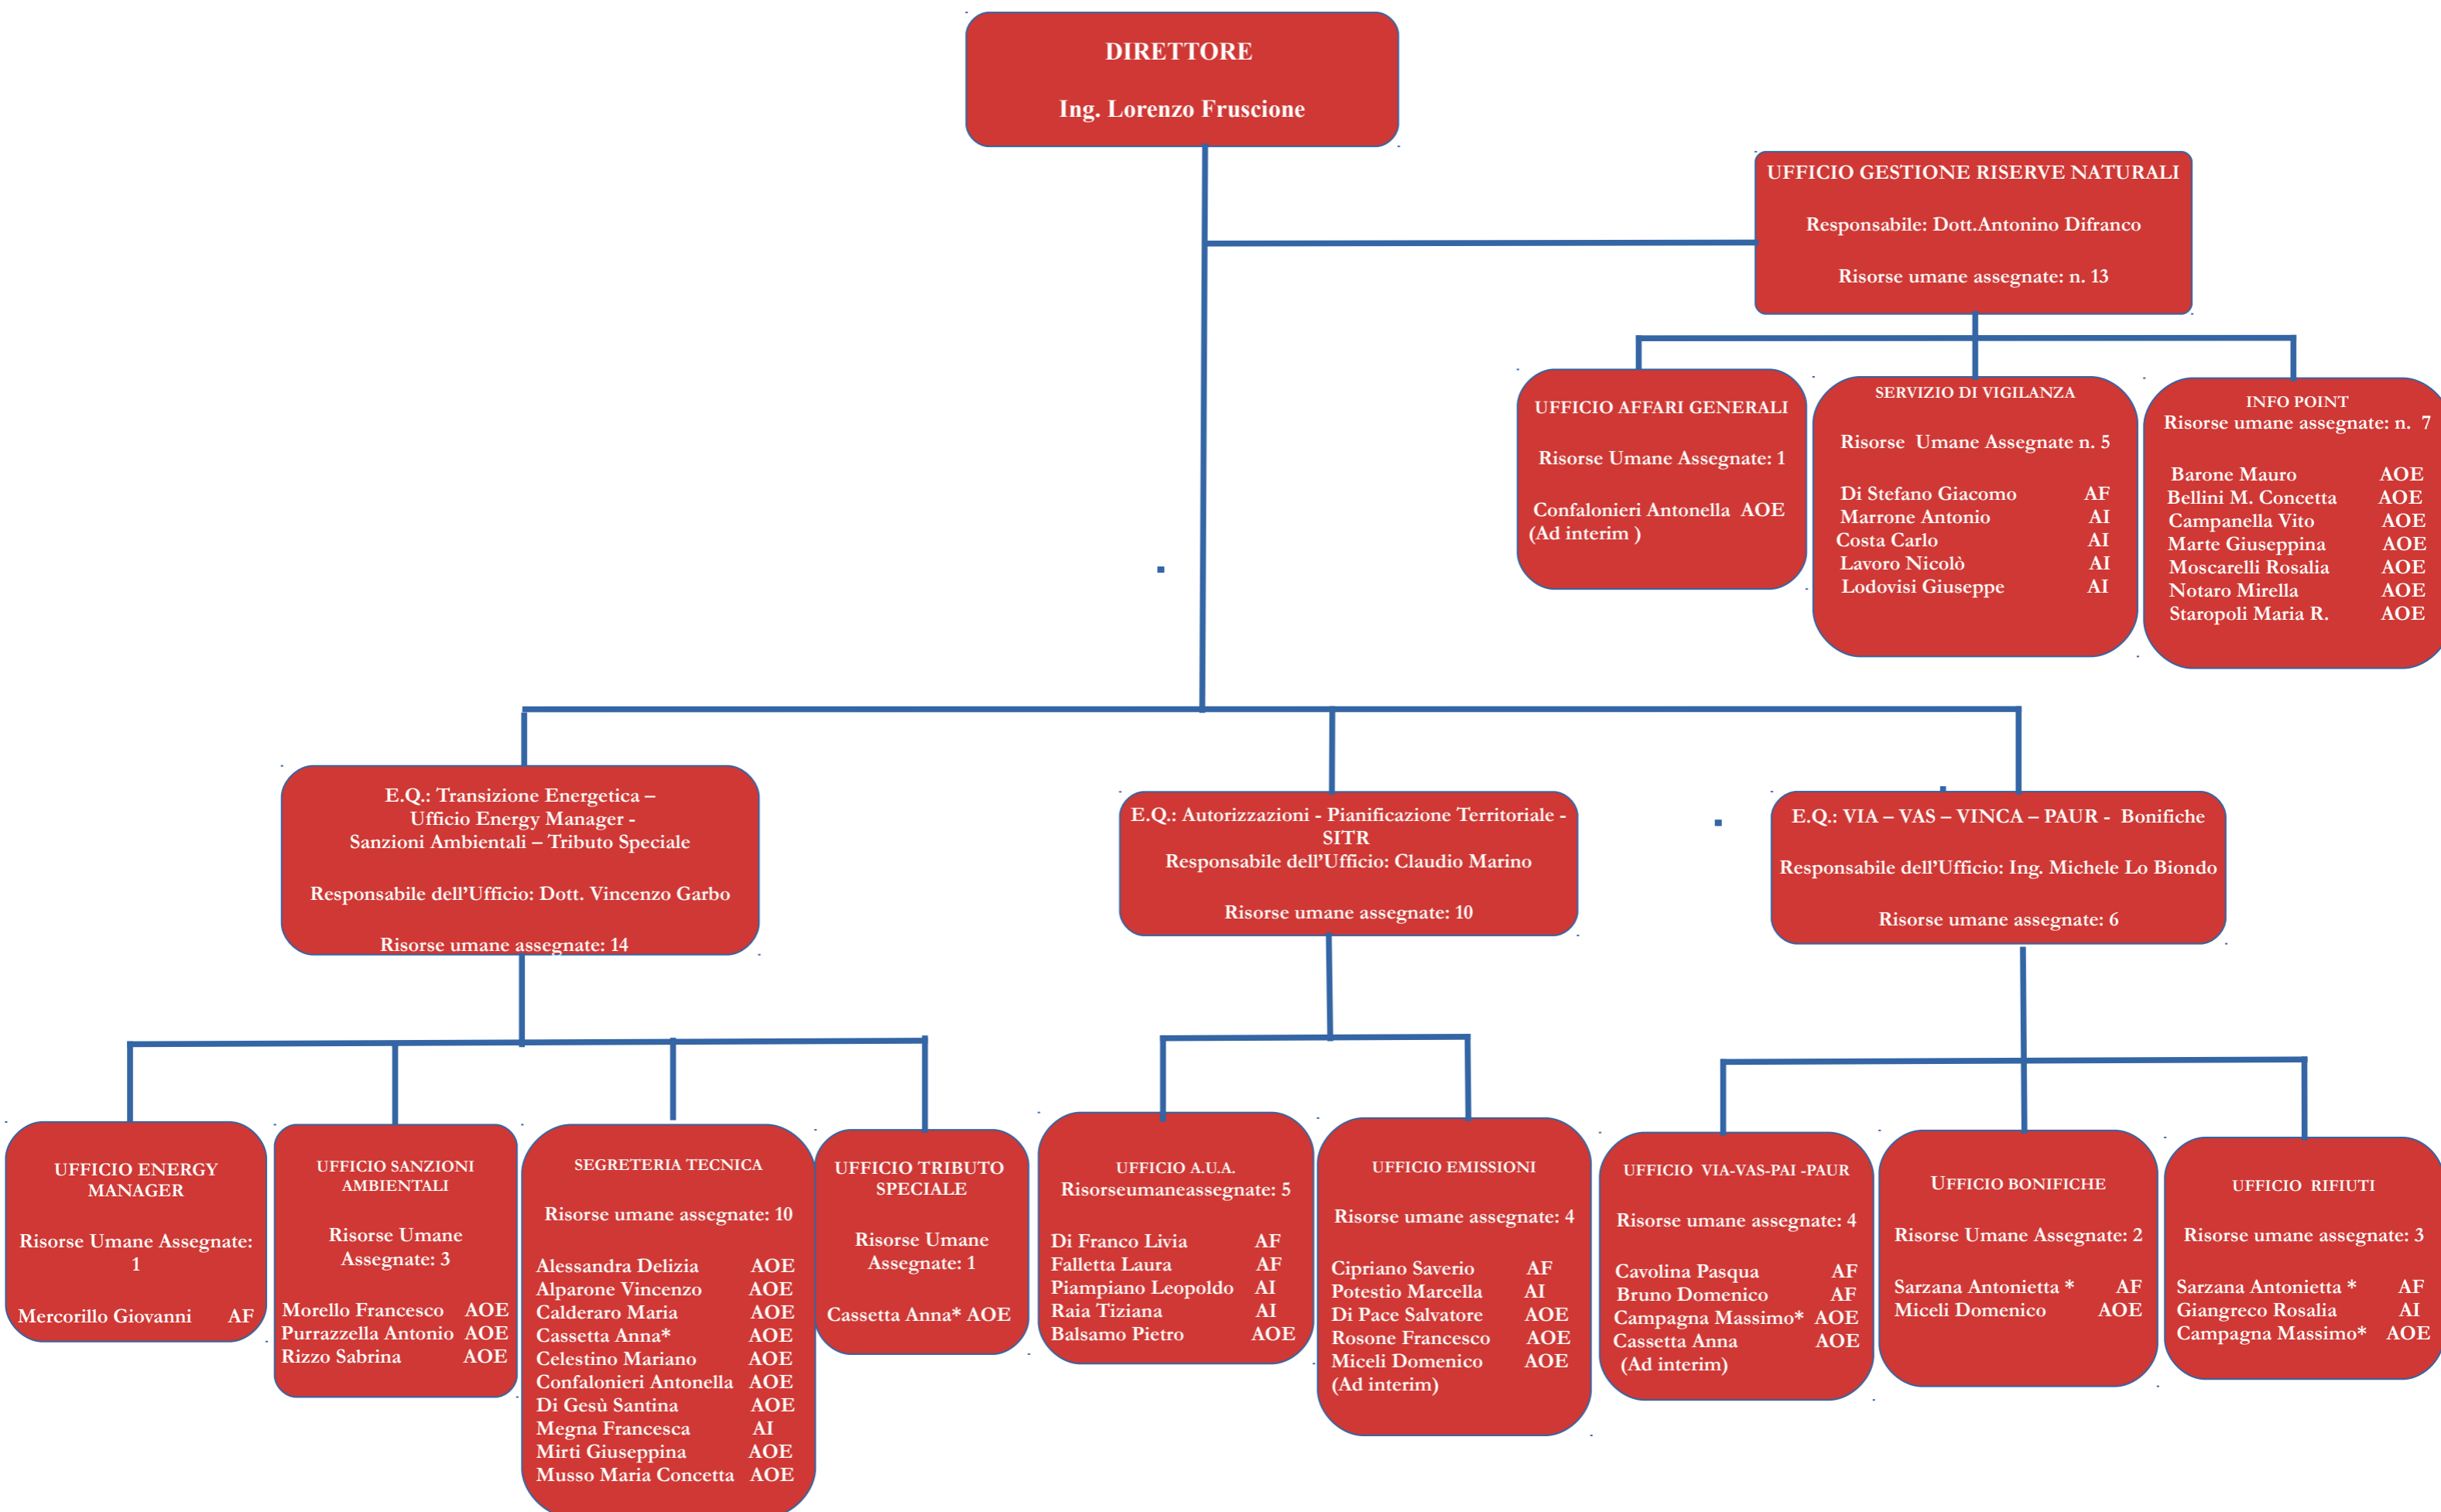 DIRETTORE
Ing. Lorenzo Fruscione
UFFICIO GESTIONE RISERVE NATURALI
Responsabile: Dott.Antonino Difranco
Risorse umane assegnate: n. 13
UFFICIO AFFARI GENERALI
Risorse Umane Assegnate: 1
Confalonieri Antonella AOE
(Ad interim )
SERVIZIO DI VIGILANZA
Risorse Umane Assegnate n. 5
Di Stefano Giacomo AF
Marrone Antonio AI
Costa Carlo AI
Lavoro Nicolò AI
Lodovisi Giuseppe AI
INFO POINT
Risorse umane assegnate: n. 7
Barone Mauro AOE
Bellini M. Concetta AOE
Campanella Vito AOE
Marte Giuseppina AOE
Moscarelli Rosalia AOE
Notaro Mirella AOE
Staropoli Maria R. AOE
E.Q.: Transizione Energetica –
Ufficio Energy Manager -
Sanzioni Ambientali – Tributo Speciale
Responsabile dell’Ufficio: Dott. Vincenzo Garbo
Risorse umane assegnate: 14
E.Q.: Autorizzazioni - Pianificazione Territoriale -
SITR
Responsabile dell’Ufficio: Claudio Marino
Risorse umane assegnate: 10
E.Q.: VIA – VAS – VINCA – PAUR - Bonifiche
Responsabile dell’Ufficio: Ing. Michele Lo Biondo
Risorse umane assegnate: 6
UFFICIO ENERGY
MANAGER
Risorse Umane Assegnate:
1
Mercorillo Giovanni AF
UFFICIO SANZIONI
AMBIENTALI
Risorse Umane
Assegnate: 3
Morello Francesco AOE
Purrazzella Antonio AOE
Rizzo Sabrina AOE
SEGRETERIA TECNICA
Risorse umane assegnate: 10
Alessandra Delizia AOE
Alparone Vincenzo AOE
Calderaro Maria AOE
Cassetta Anna* AOE
Celestino Mariano AOE
Confalonieri Antonella AOE
Di Gesù Santina AOE
Megna Francesca AI
Mirti Giuseppina AOE
Musso Maria Concetta AOE
UFFICIO TRIBUTO
SPECIALE
Risorse Umane
Assegnate: 1
Cassetta Anna* AOE
UFFICIO A.U.A.
Risorseumaneassegnate: 5
Di Franco Livia AF
Falletta Laura AF
Piampiano Leopoldo AI
Raia Tiziana AI
Balsamo Pietro AOE
UFFICIO EMISSIONI
Risorse umane assegnate: 4
Cipriano Saverio AF
Potestio Marcella AI
Di Pace Salvatore AOE
Rosone Francesco AOE
Miceli Domenico AOE
(Ad interim)
UFFICIO VIA-VAS-PAI -PAUR
Risorse umane assegnate: 4
Cavolina Pasqua AF
Bruno Domenico AF
Campagna Massimo* AOE
Cassetta Anna AOE
(Ad interim)
UFFICIO BONIFICHE
Risorse Umane Assegnate: 2
Sarzana Antonietta * AF
Miceli Domenico AOE
UFFICIO RIFIUTI
Risorse umane assegnate: 3
Sarzana Antonietta * AF
Giangreco Rosalia AI
Campagna Massimo* AOE